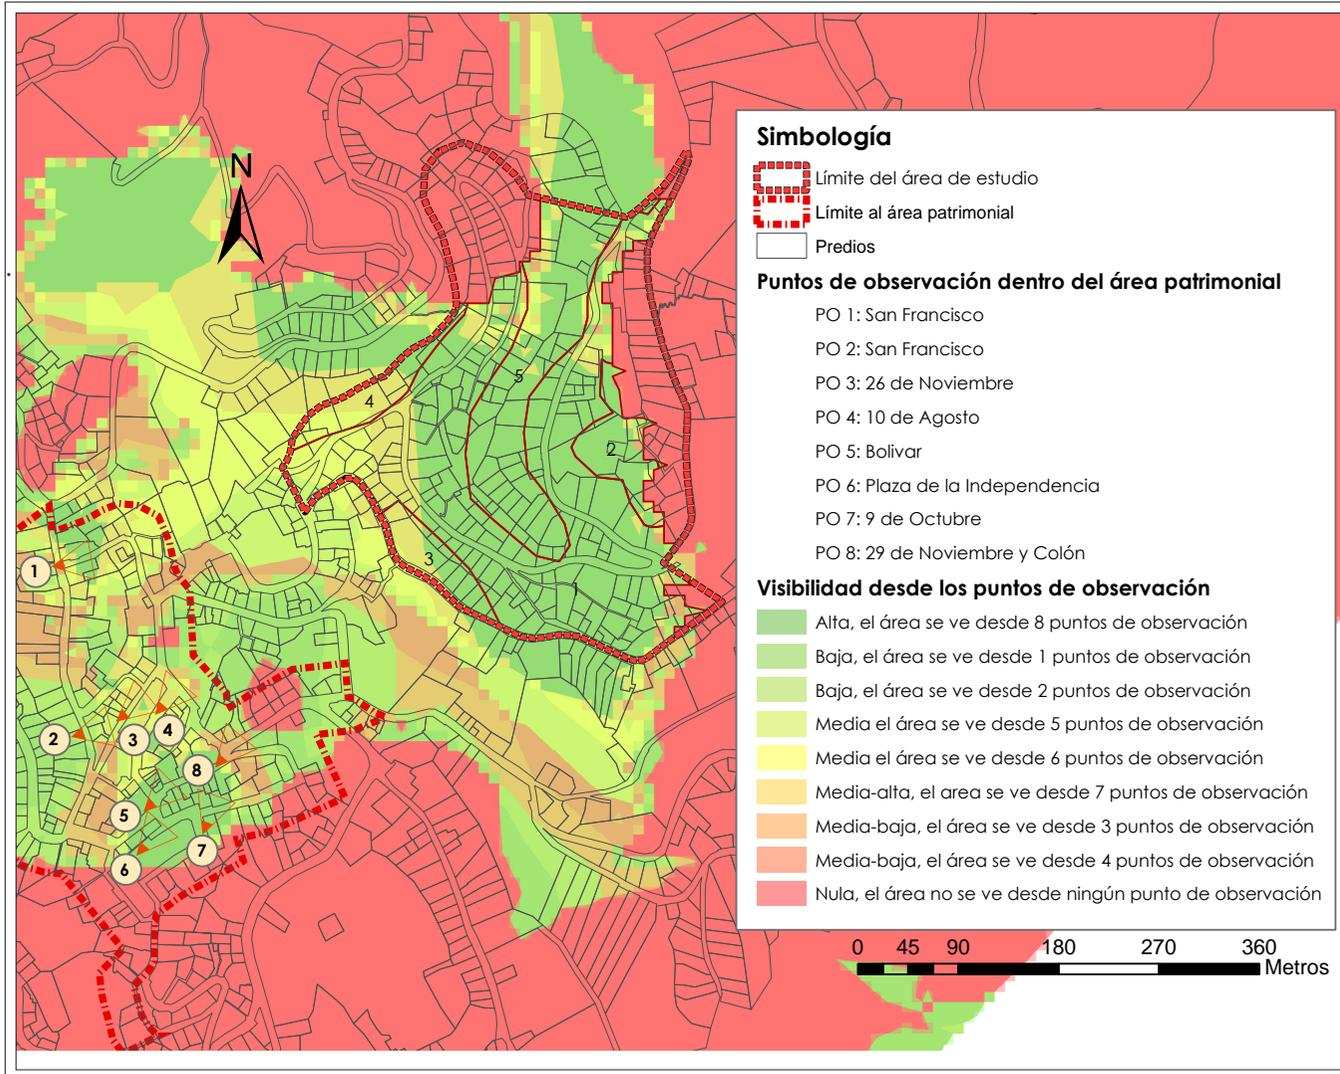 N
Simbología
Límite del área de estudio
Límite al área patrimonial
Predios
Puntos de observación dentro del área patrimonial
PO 1: San Francisco
PO 2: San Francisco
PO 3: 26 de Noviembre
PO 4: 10 de Agosto
PO 5: Bolivar
PO 6: Plaza de la Independencia
PO 7: 9 de Octubre
PO 8: 29 de Noviembre y Colón
Visibilidad desde los puntos de observación
Alta, el área se ve desde 8 puntos de observación
Baja, el área se ve desde 1 puntos de observación
Baja, el área se ve desde 2 puntos de observación
Media el área se ve desde 5 puntos de observación
Media el área se ve desde 6 puntos de observación
Media-alta, el area se ve desde 7 puntos de observación
Media-baja, el área se ve desde 3 puntos de observación
Media-baja, el área se ve desde 4 puntos de observación
Nula, el área no se ve desde ningún punto de observación
0 45 90 180 270 360
Metros
5
4
2
3
1
1
2
3
4
8
5
7
6